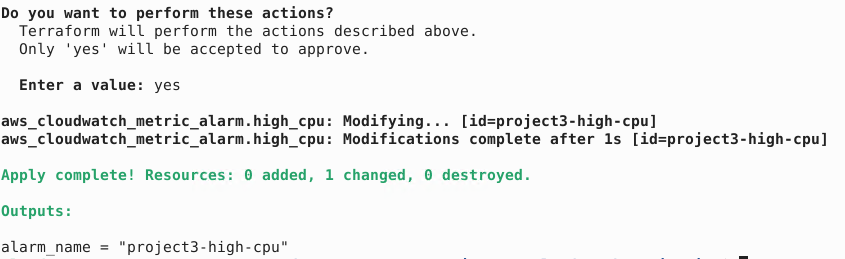 Do you want to perform these actions?
  Terraform will perform the actions described above.
  Only 'yes' will be accepted to approve.

  Enter a value: yes

aws_cloudwatch_metric_alarm.high_cpu: Modifying... [id=project3-high-cpu]
aws_cloudwatch_metric_alarm.high_cpu: Modifications complete after 1s [id=project3-high-cpu]

Apply complete! Resources: 0 added, 1 changed, 0 destroyed.

Outputs:

alarm_name = "project3-high-cpu"